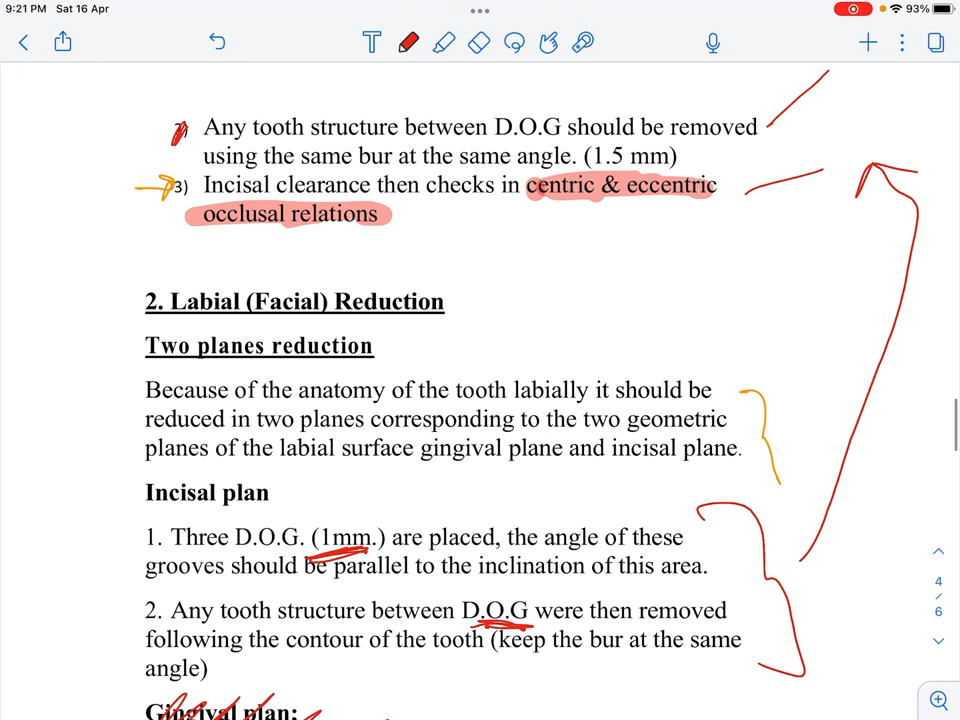 9:21 PM Sat 16 Apr
93%
Any tooth structure between D.O.G should be removed
using the same bur at the same angle. (1.5 mm)
3) Incisal clearance then checks in centric & eccentric
occlusal relations
2. Labial (Facial) Reduction
Two planes reduction
Because of the anatomy of the tooth labially it should be
reduced in two planes corresponding to the two geometric
planes of the labial surface gingival plane and incisal plane.
Incisal plan
1. Three D.O.G. (1mm.) are placed, the angle of these
grooves should be parallel to the inclination of this area.
2. Any tooth structure between D.O.G were then removed
following the contour of the tooth (keep the bur at the same
angle)
Gingival plan:
4
/
6